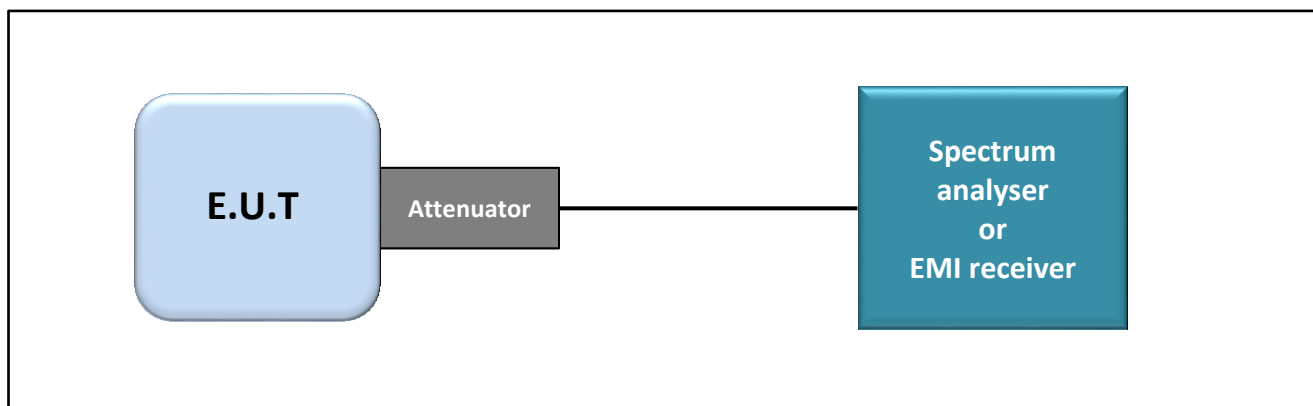 E.U.T
Attenuator
Spectrum
analyser
or
EMI receiver